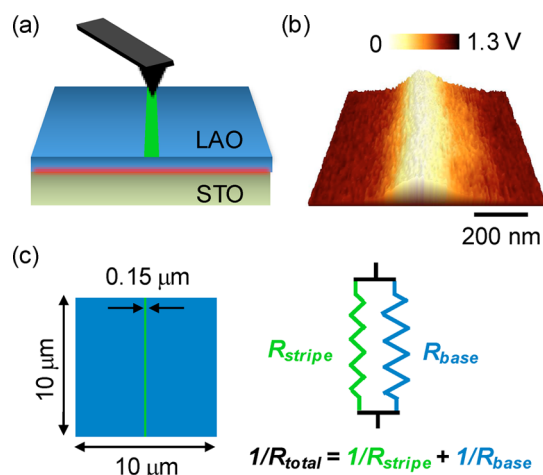 (a)
LAO
STO
(b)
0
1.3 V
200 nm
(c)
0.15 μm
10 μm
10 μm
R_stripe
R_base
1/R_total = 1/R_stripe + 1/R_base